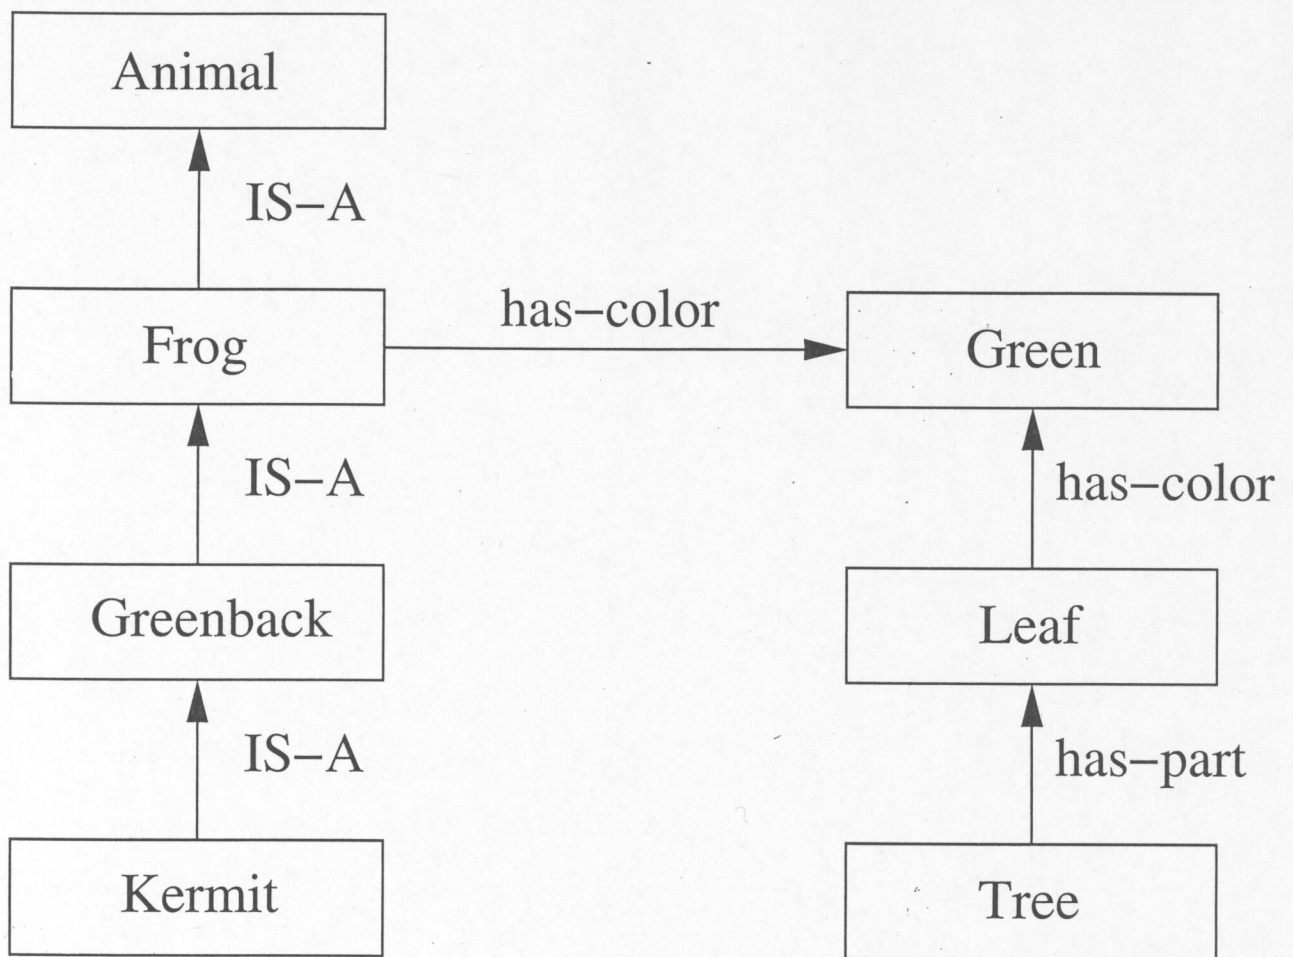 Animal
IS–A
has–color
Frog
Green
IS–A
has–color
Greenback
Leaf
IS–A
has–part
Kermit
Tree